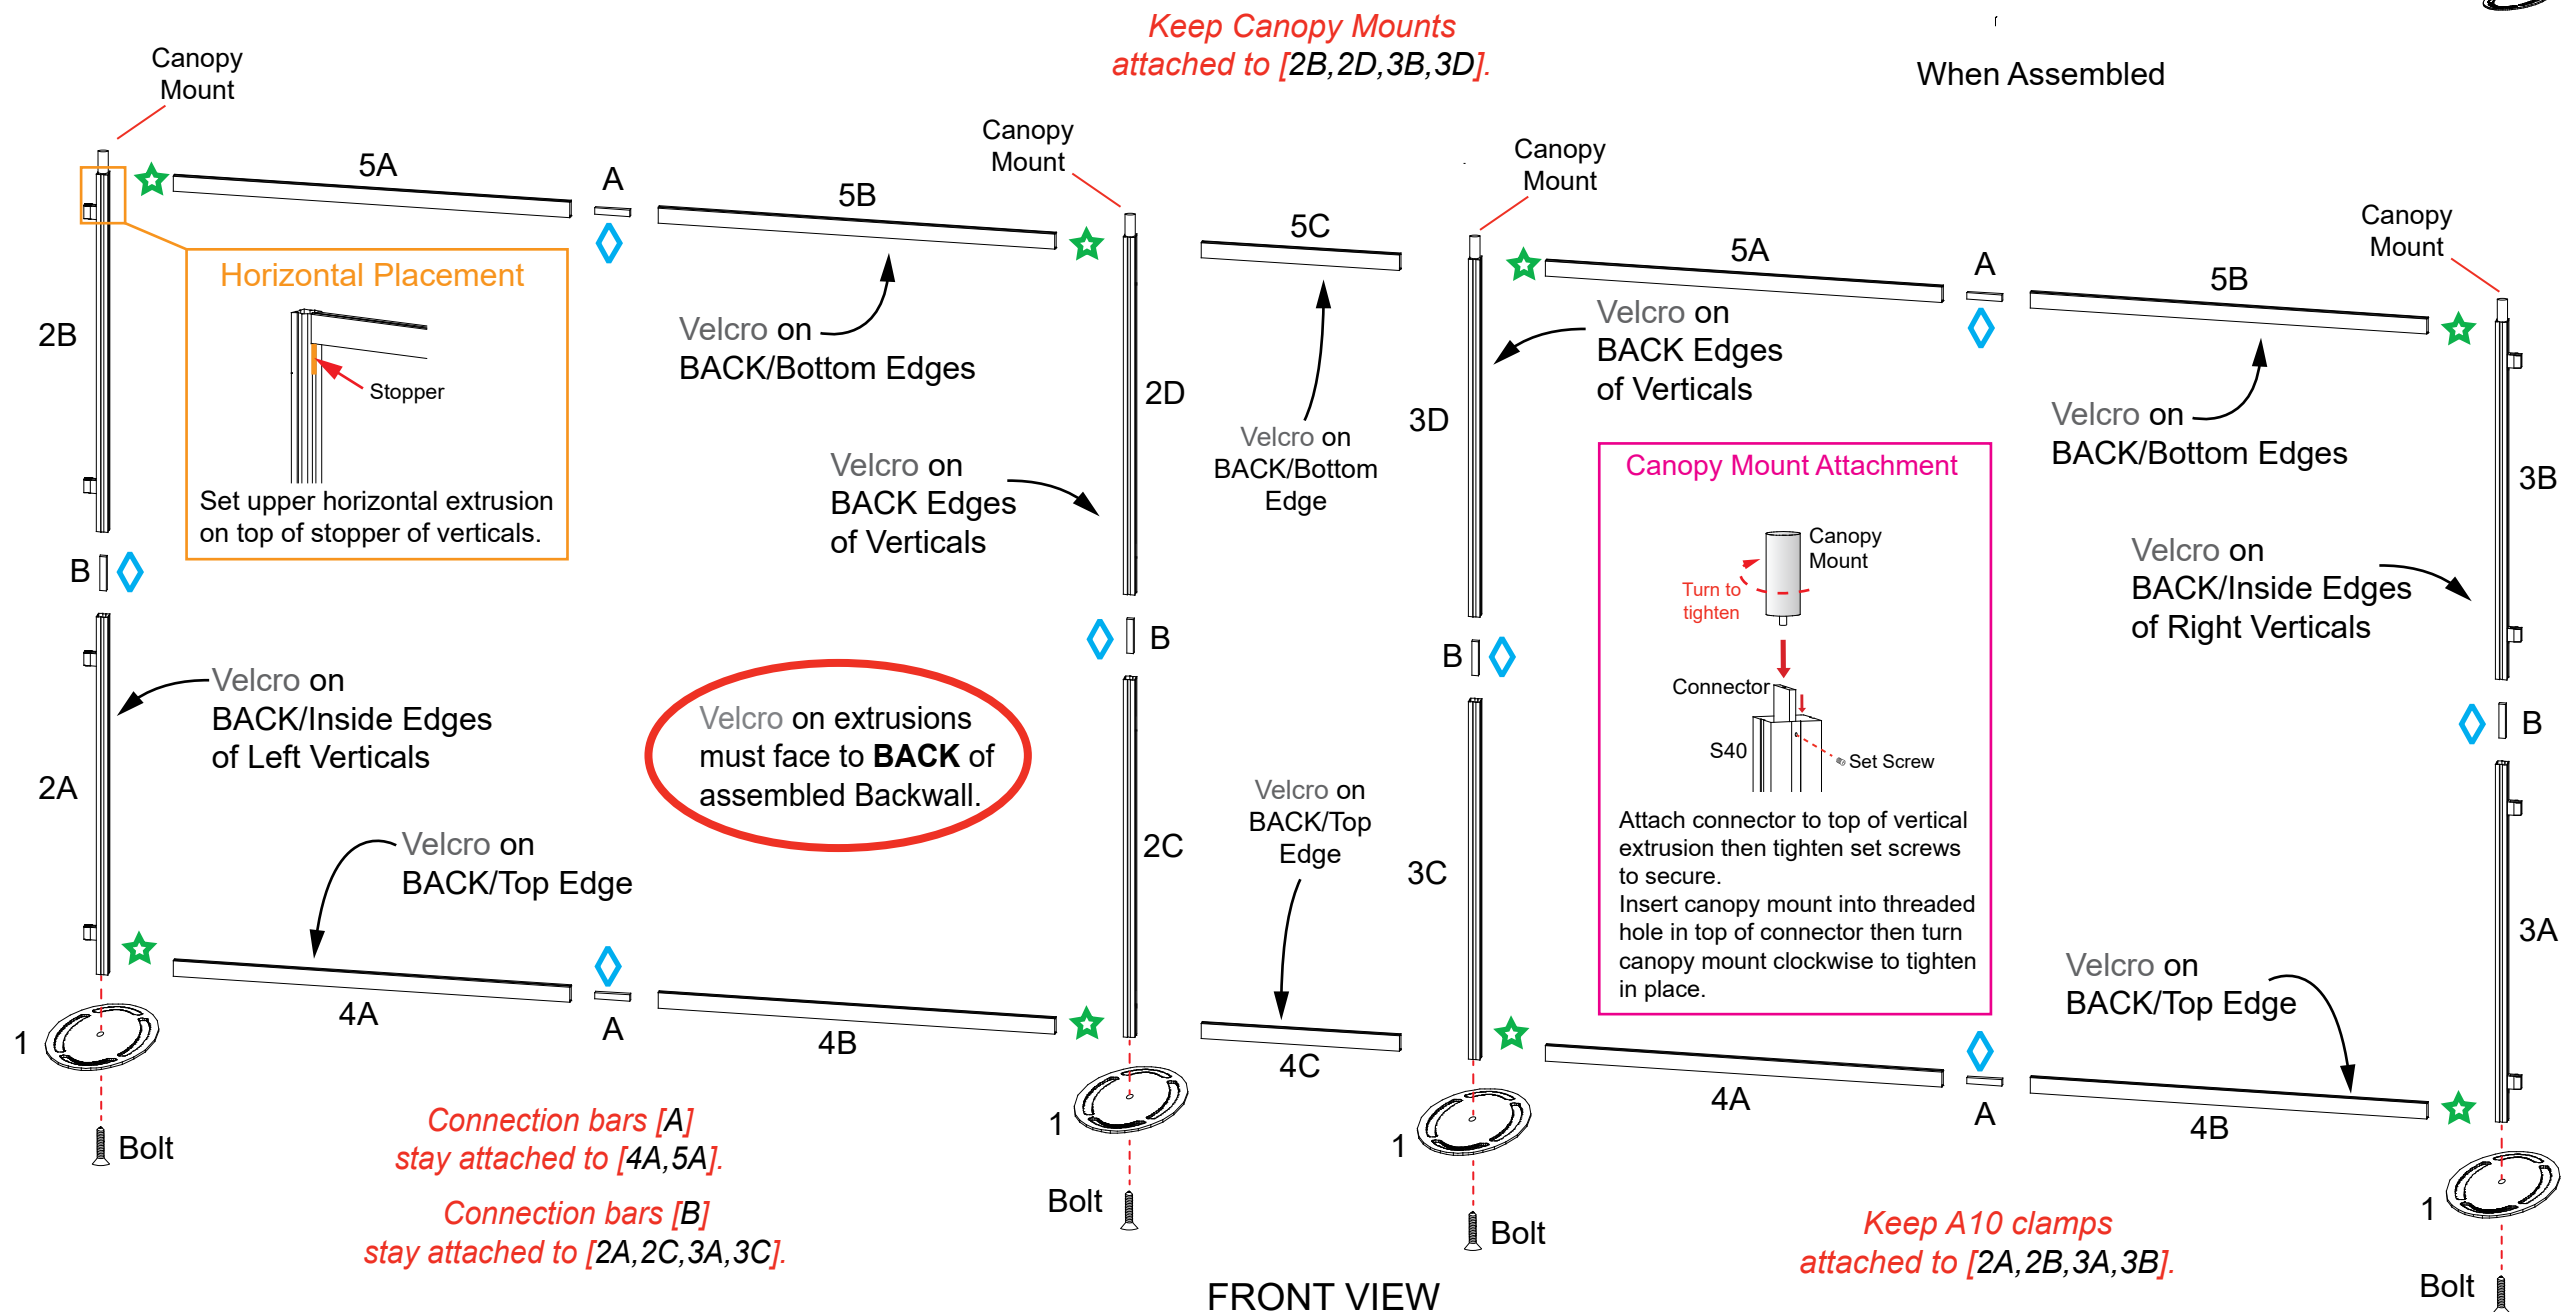 Keep Canopy Mounts
attached to [2B,2D,3B,3D].
When Assembled
Canopy
Mount
Canopy
Mount
Canopy
Mount
Canopy
Mount
5A
A
5B
5C
5A
A
5B
Horizontal Placement
Stopper
Set upper horizontal extrusion
on top of stopper of verticals.
2B
Velcro on
BACK/Bottom Edges
2D
Velcro on
BACK Edges
of Verticals
Velcro on
BACK/Bottom
Edge
3D
Velcro on
BACK Edges
of Verticals
Velcro on
BACK/Bottom Edges
3B
Velcro on
BACK/Inside Edges
of Right Verticals
B
B
B
B
Canopy Mount Attachment
Canopy
Mount
Turn to
tighten
Connector
S40
Set Screw
Attach connector to top of vertical
extrusion then tighten set screws
to secure.
Insert canopy mount into threaded
hole in top of connector then turn
canopy mount clockwise to tighten
in place.
Velcro on
BACK/Inside Edges
of Left Verticals
2A
Velcro on extrusions
must face to BACK of
assembled Backwall.
2C
Velcro on
BACK/Top
Edge
3C
3A
Velcro on
BACK/Top Edge
Velcro on
BACK/Top Edge
4A
A
4B
4C
4A
A
4B
1
1
1
1
Bolt
Bolt
Bolt
Bolt
Connection bars [A]
stay attached to [4A,5A].
Connection bars [B]
stay attached to [2A,2C,3A,3C].
Keep A10 clamps
attached to [2A,2B,3A,3B].
FRONT VIEW